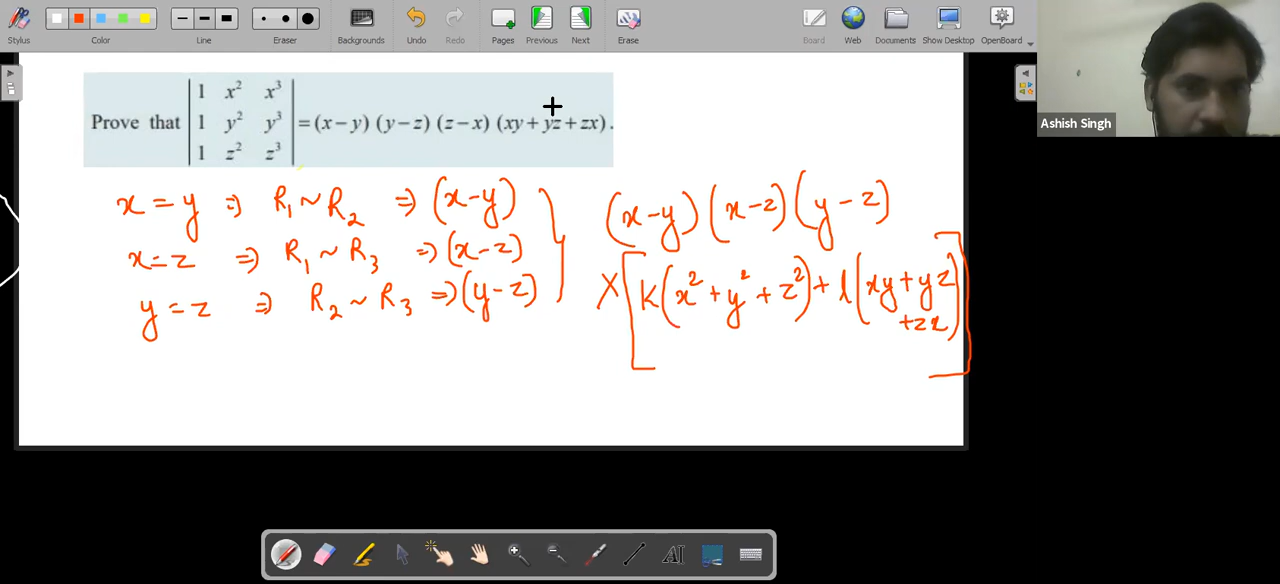 Stylus Color Line Eraser Backgrounds Undo Redo Pages Previous Next Erase Board Web Documents Show Desktop OpenBoard
Ashish Singh
Prove that | 1 x² x³ |
| 1 y² y³ | = (x−y) (y−z) (z−x) (xy+yz+zx).
| 1 z² z³ |
x = y ⇒ R₁ ~ R₂ ⇒ (x−y)
x = z ⇒ R₁ ~ R₃ ⇒ (x−z)
y = z ⇒ R₂ ~ R₃ ⇒ (y−z)
(x−y) (x−z) (y−z)
× [ K(x² + y² + z²) + l(xy + yz
+ zx) ]
AI